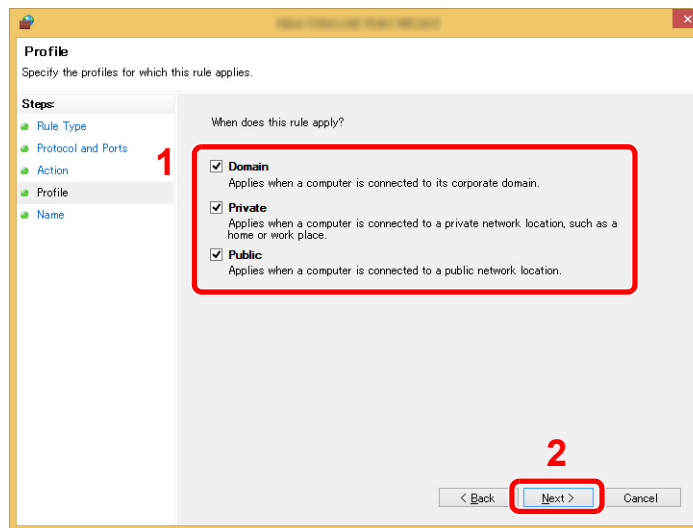 Profile
Specify the profiles for which this rule applies.
Steps:
Rule Type
Protocol and Ports
Action
Profile
Name
When does this rule apply?
1
Domain
Applies when a computer is connected to its corporate domain.
Private
Applies when a computer is connected to a private network location, such as a
home or work place.
Public
Applies when a computer is connected to a public network location.
2
< Back
Next >
Cancel